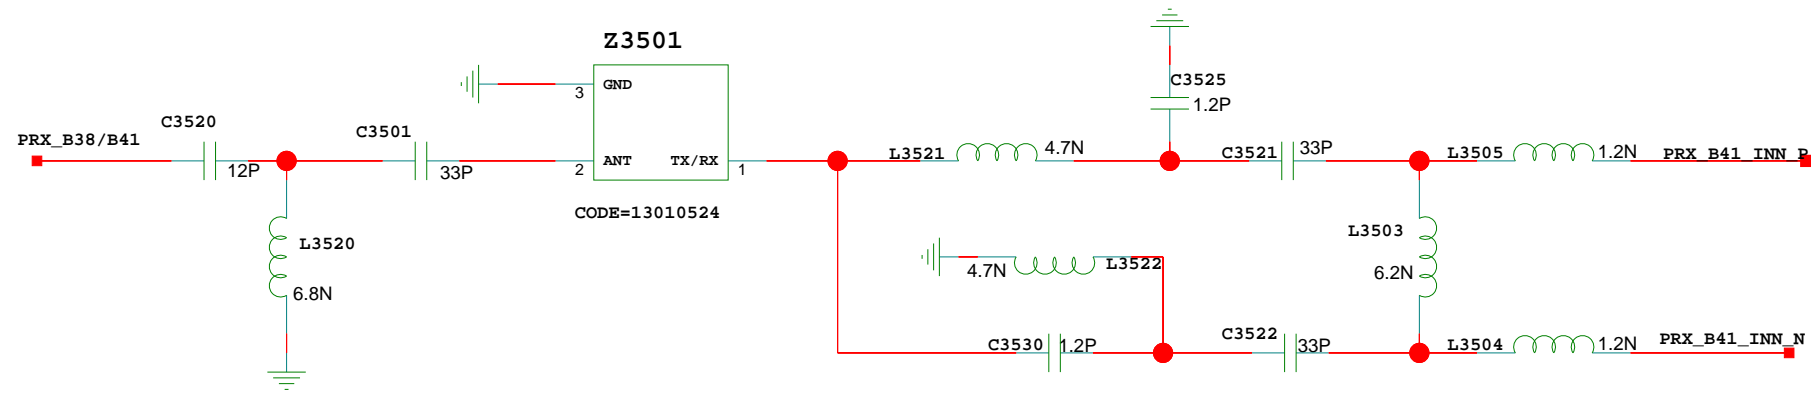 Z3501
C3525
1.2P
3 GND
C3520
C3501
PRX_B38/B41
12P
33P
2 ANT TX/RX 1
L3521
4.7N
C3521
33P
L3505
1.2N
PRX_B41_INN_P
CODE=13010524
L3520
6.8N
4.7N
L3522
L3503
6.2N
C3530
1.2P
C3522
33P
L3504
1.2N
PRX_B41_INN_N